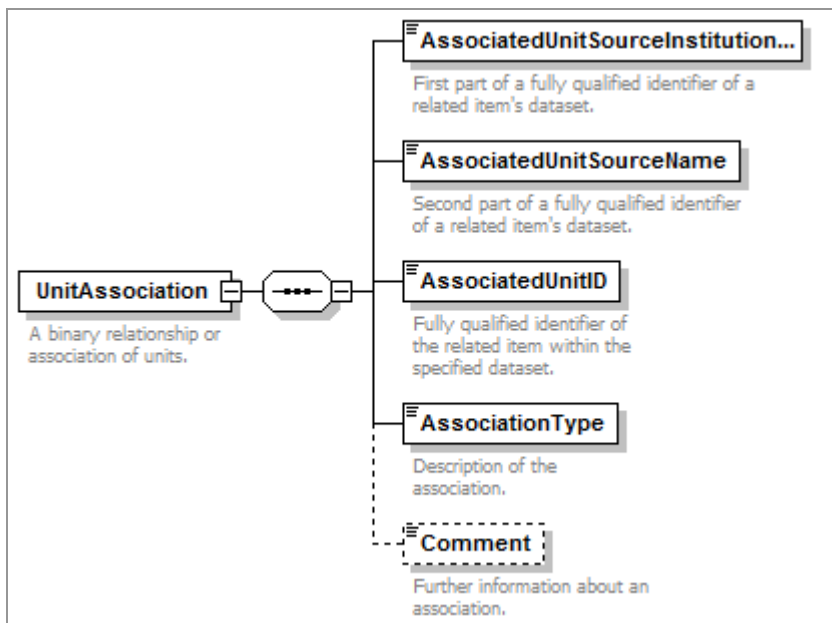 AssociatedUnitSourceInstitution...
First part of a fully qualified identifier of a
related item's dataset.
AssociatedUnitSourceName
Second part of a fully qualified identifier
of a related item's dataset.
UnitAssociation
A binary relationship or
association of units.
AssociatedUnitID
Fully qualified identifier of
the related item within the
specified dataset.
AssociationType
Description of the
association.
Comment
Further information about an
association.